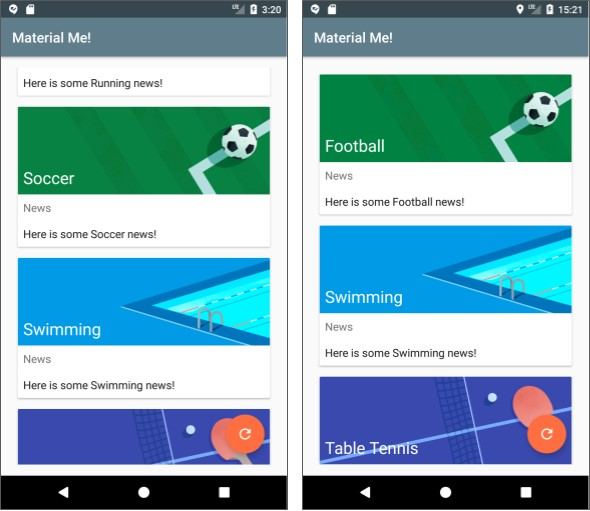 LTE 3:20
Material Me!
Here is some Running news!
Soccer
News
Here is some Soccer news!
Swimming
News
Here is some Swimming news!
LTE 15:21
Material Me!
Football
News
Here is some Football news!
Swimming
News
Here is some Swimming news!
Table Tennis